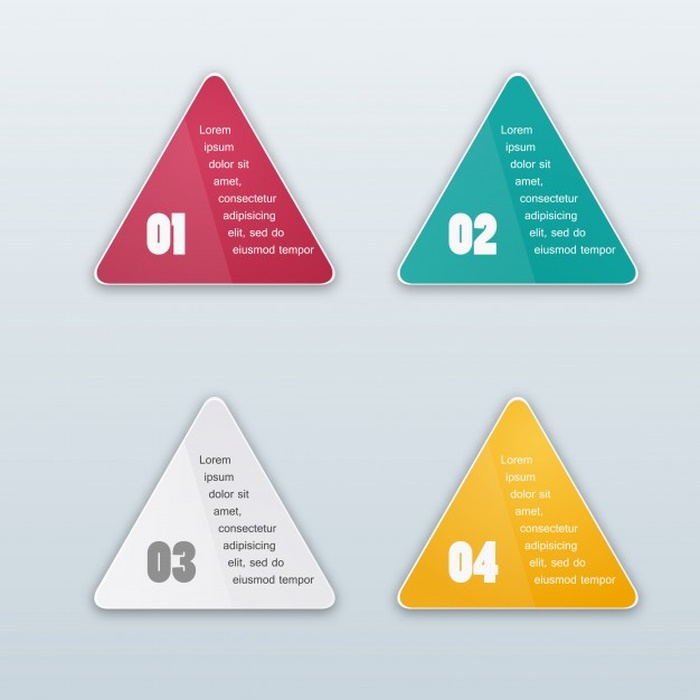 Lorem
ipsum
dolor sit
amet,
consectetur
adipisicing
elit, sed do
eiusmod tempor
01
Lorem
ipsum
dolor sit
amet,
consectetur
adipisicing
elit, sed do
eiusmod tempor
02
Lorem
ipsum
dolor sit
amet,
consectetur
adipisicing
elit, sed do
eiusmod tempor
03
Lorem
ipsum
dolor sit
amet,
consectetur
adipisicing
elit, sed do
eiusmod tempor
04